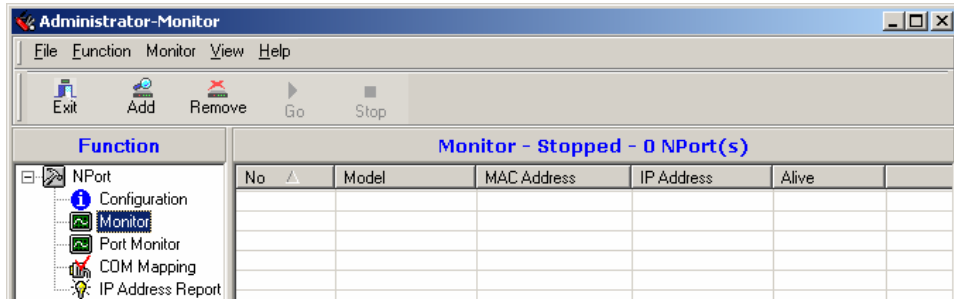 Administrator-Monitor
File Function Monitor View Help
Exit Add Remove Go Stop
Function
Monitor - Stopped - 0 NPort(s)
No Model MAC Address IP Address Alive
NPort
Configuration
Monitor
Port Monitor
COM Mapping
IP Address Report